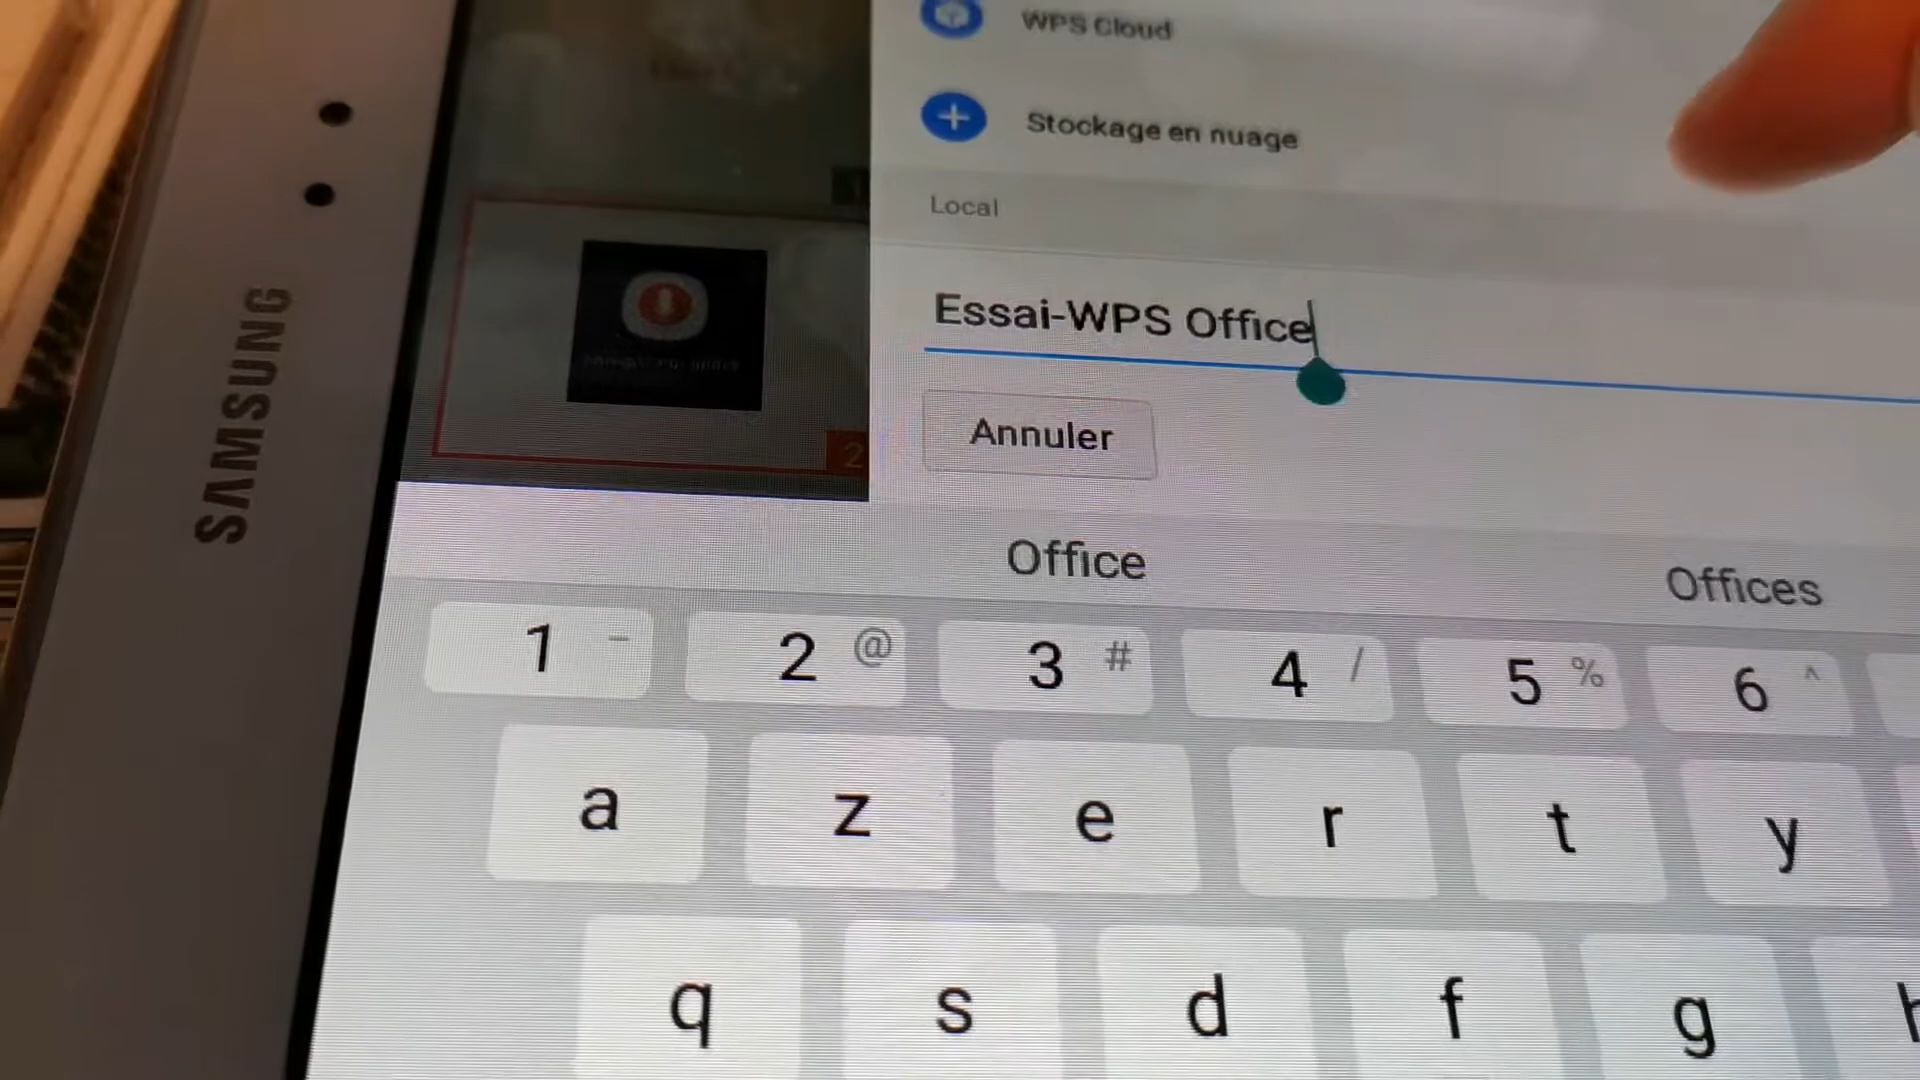 WPS Cloud
Stockage en nuage
Local
Essai-WPS Office
Annuler
2
SAMSUNG
Office
Offices
1 - 2 @ 3 # 4 / 5 % 6 ^
a z e r t y
q s d f g